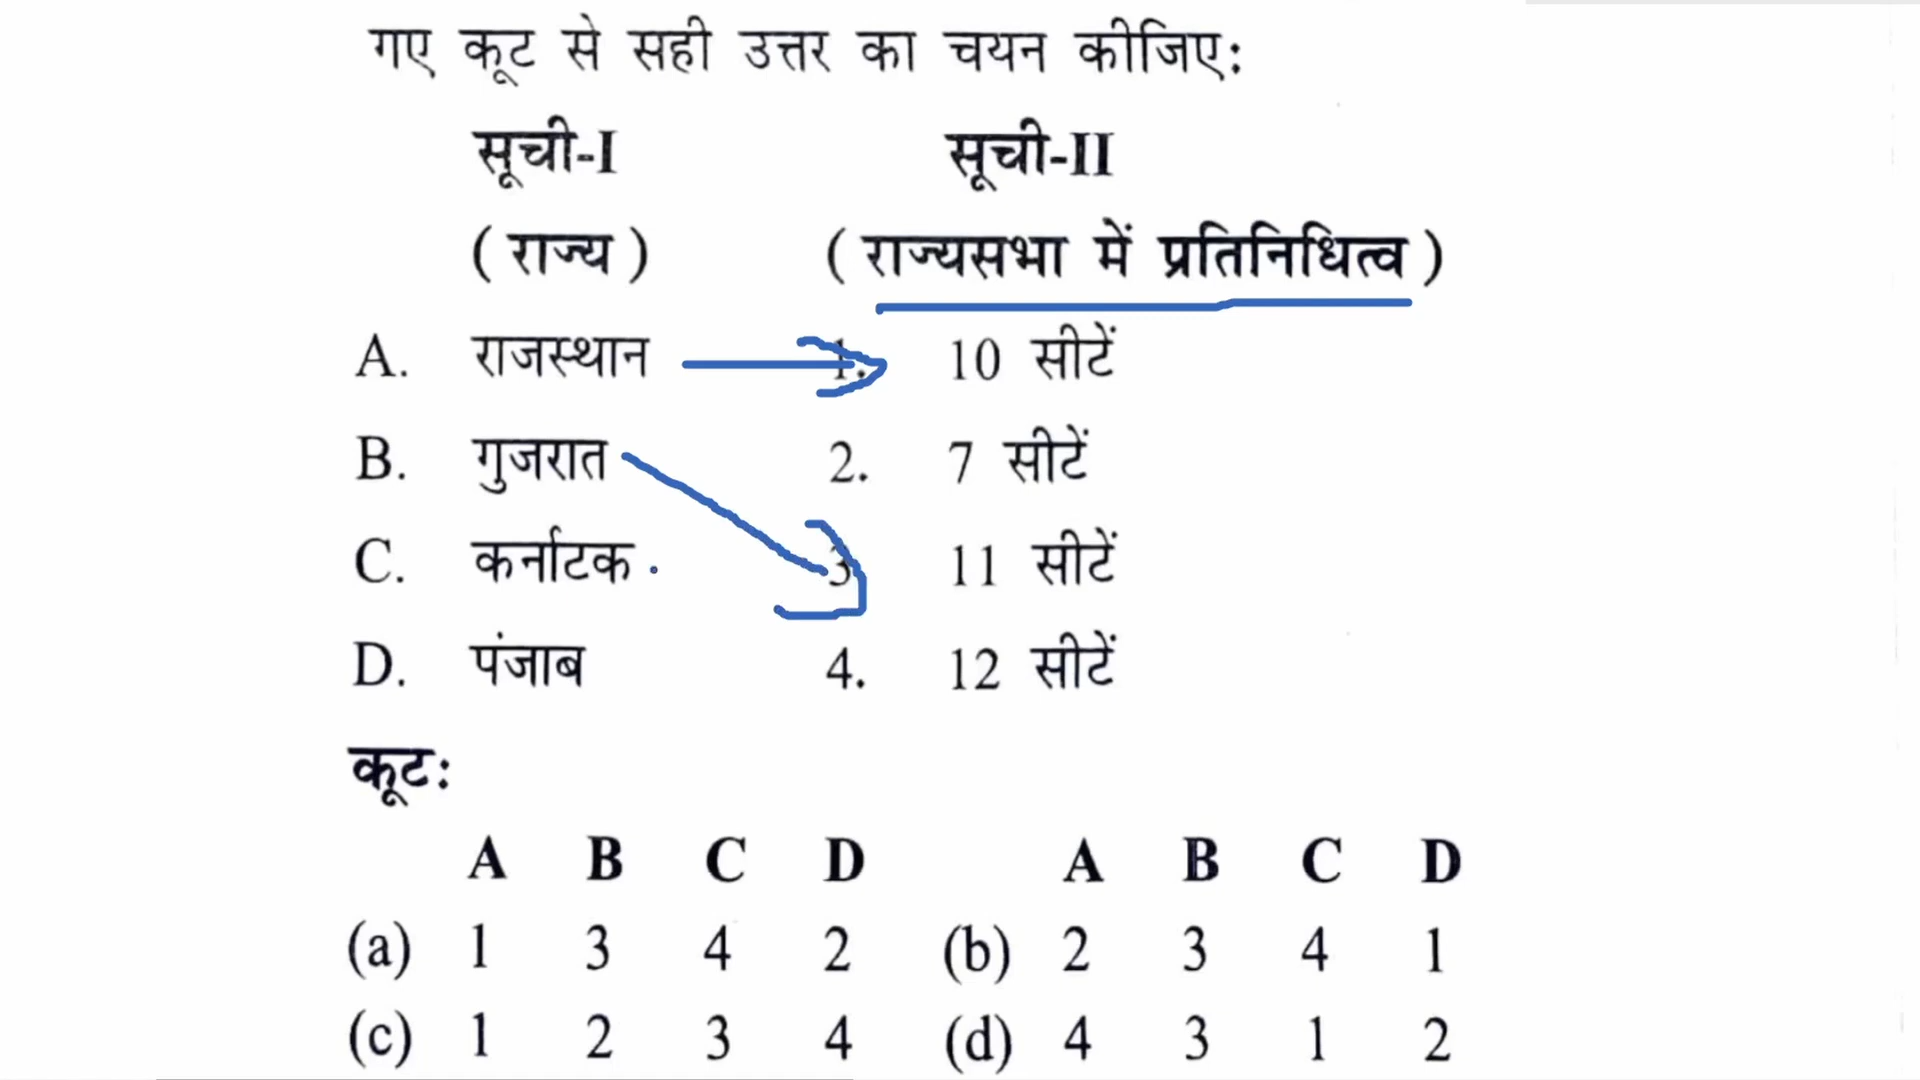 गए कूट से सही उत्तर का चयन कीजिए:
सूची-I सूची-II
( राज्य ) ( राज्यसभा में प्रतिनिधित्व )
A. राजस्थान 1. 10 सीटें
B. गुजरात 2. 7 सीटें
C. कर्नाटक 3 11 सीटें
D. पंजाब 4. 12 सीटें
कूट:
A B C D A B C D
(a) 1 3 4 2 (b) 2 3 4 1
(c) 1 2 3 4 (d) 4 3 1 2